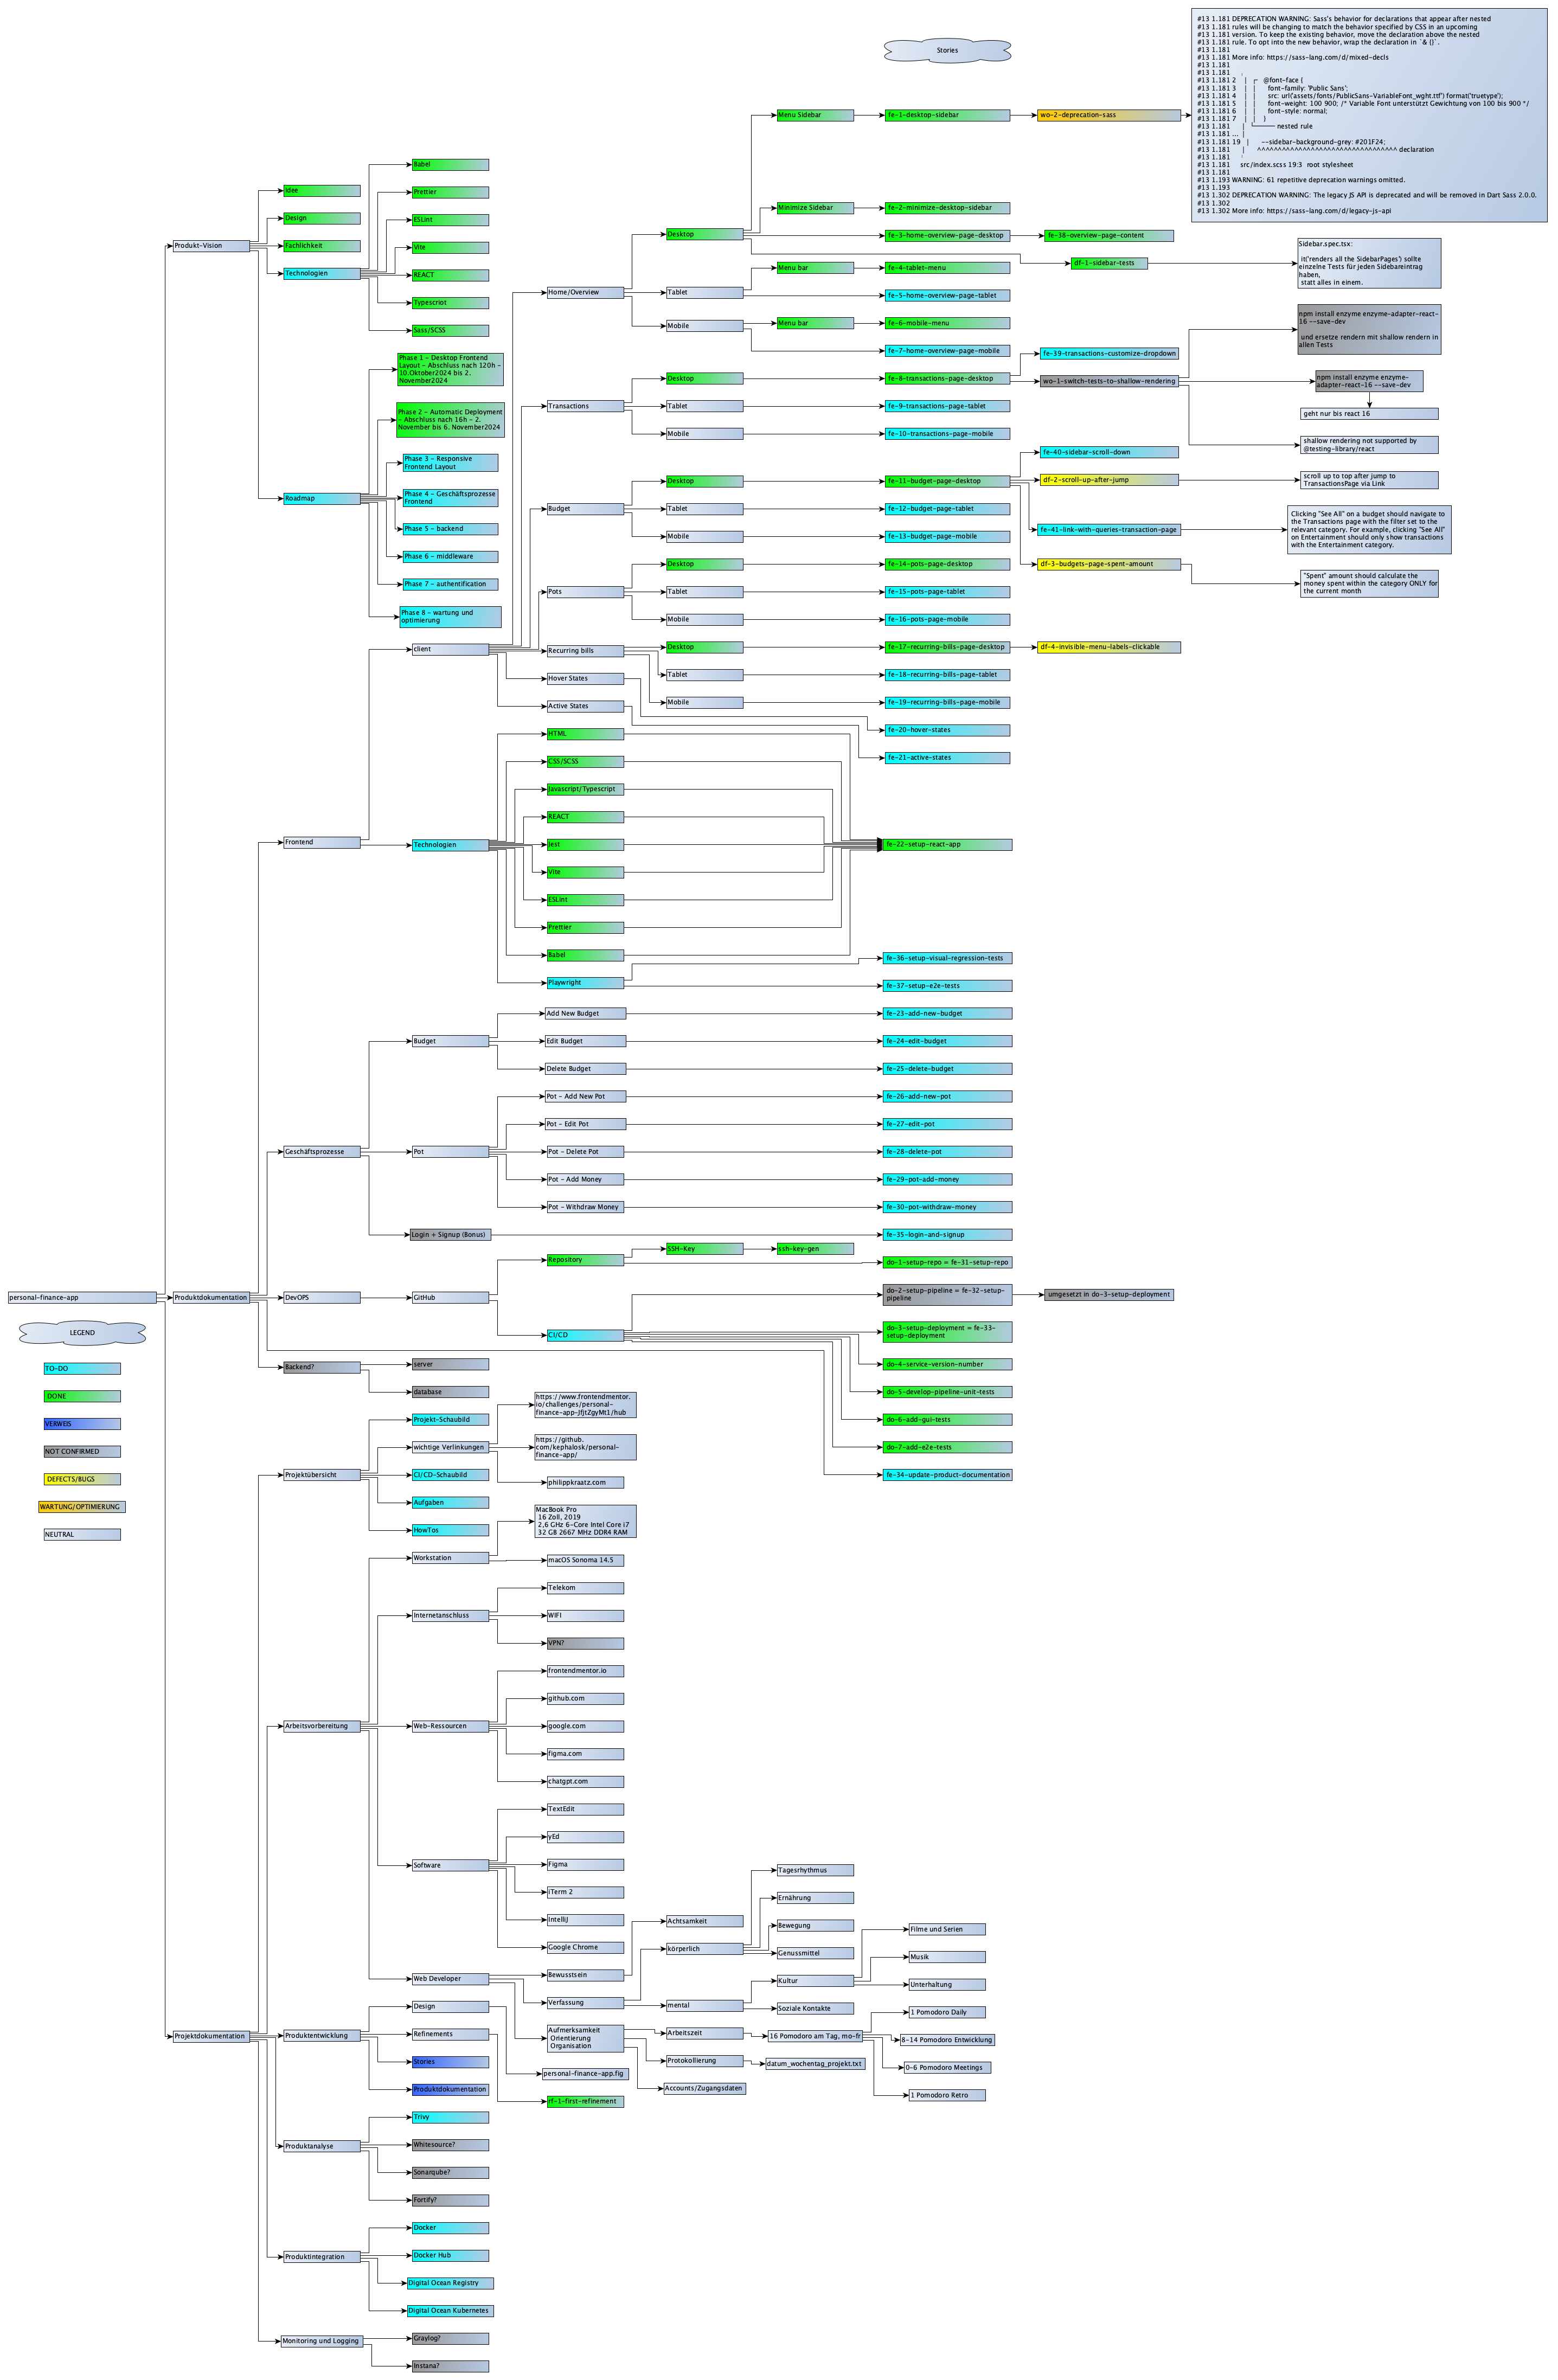 Stories
#13 1.181 DEPRECATION WARNING: Sass's behavior for declarations that appear after nested
#13 1.181 rules will be changing to match the behavior specified by CSS in an upcoming
#13 1.181 version. To keep the existing behavior, move the declaration above the nested
#13 1.181 rule. To opt into the new behavior, wrap the declaration in `& {}`.
#13 1.181
#13 1.181 More info: https://sass-lang.com/d/mixed-decls
#13 1.181
#13 1.181     ╷
#13 1.181 2   │ ┌   @font-face {
#13 1.181 3   │ │     font-family: 'Public Sans';
#13 1.181 4   │ │     src: url('assets/fonts/PublicSans-VariableFont_wght.ttf') format('truetype');
#13 1.181 5   │ │     font-weight: 100 900; /* Variable Font unterstützt Gewichtung von 100 bis 900 */
#13 1.181 6   │ │     font-style: normal;
#13 1.181 7   │ │   }
#13 1.181     │ └─── nested rule
#13 1.181 ... │
#13 1.181 19  │     --sidebar-background-grey: #201F24;
#13 1.181     │     ^^^^^^^^^^^^^^^^^^^^^^^^^^^^^^^^^^ declaration
#13 1.181     ╵
#13 1.181     src/index.scss 19:3  root stylesheet
#13 1.181
#13 1.193 WARNING: 61 repetitive deprecation warnings omitted.
#13 1.193
#13 1.302 DEPRECATION WARNING: The legacy JS API is deprecated and will be removed in Dart Sass 2.0.0.
#13 1.302
#13 1.302 More info: https://sass-lang.com/d/legacy-js-api
Menu Sidebar
fe-1-desktop-sidebar
wo-2-deprecation-sass
Babel
Idee
Prettier
Minimize Sidebar
fe-2-minimize-desktop-sidebar
Design
ESLint
Desktop
fe-3-home-overview-page-desktop
fe-38-overview-page-content
Produkt-Vision
Fachlichkeit
Vite
Sidebar.spec.tsx:
it('renders all the SidebarPages') sollte
einzelne Tests für jeden Sidebareintrag
haben,
statt alles in einem.
df-1-sidebar-tests
Technologien
REACT
Menu bar
fe-4-tablet-menu
Home/Overview
Tablet
fe-5-home-overview-page-tablet
Typescriot
Mobile
Menu bar
fe-6-mobile-menu
npm install enzyme enzyme-adapter-react-
16 --save-dev
und ersetze rendern mit shallow rendern in
allen Tests
Sass/SCSS
fe-7-home-overview-page-mobile
fe-39-transactions-customize-dropdown
Phase 1 - Desktop Frontend
Layout - Abschluss nach 120h -
10.Oktober2024 bis 2.
November2024
Desktop
fe-8-transactions-page-desktop
wo-1-switch-tests-to-shallow-rendering
npm install enzyme enzyme-
adapter-react-16 --save-dev
Transactions
Tablet
fe-9-transactions-page-tablet
geht nur bis react 16
Phase 2 - Automatic Deployment
- Abschluss nach 16h - 2.
November bis 6. November2024
Mobile
fe-10-transactions-page-mobile
shallow rendering not supported by
@testing-library/react
Phase 3 - Responsive
Frontend Layout
fe-40-sidebar-scroll-down
Desktop
fe-11-budget-page-desktop
df-2-scroll-up-after-jump
scroll up to top after jump to
TransactionsPage via Link
Roadmap
Phase 4 - Geschäftsprozesse
Frontend
Budget
Tablet
fe-12-budget-page-tablet
Phase 5 - backend
Mobile
fe-13-budget-page-mobile
fe-41-link-with-queries-transaction-page
Clicking "See All" on a budget should navigate to
the Transactions page with the filter set to the
relevant category. For example, clicking "See All"
on Entertainment should only show transactions
with the Entertainment category.
Phase 6 - middleware
Desktop
fe-14-pots-page-desktop
df-3-budgets-page-spent-amount
Phase 7 - authentification
Pots
Tablet
fe-15-pots-page-tablet
"Spent" amount should calculate the
money spent within the category ONLY for
the current month
Phase 8 - wartung und
optimierung
Mobile
fe-16-pots-page-mobile
client
Recurring bills
Desktop
fe-17-recurring-bills-page-desktop
df-4-invisible-menu-labels-clickable
Hover States
Tablet
fe-18-recurring-bills-page-tablet
Active States
Mobile
fe-19-recurring-bills-page-mobile
HTML
fe-20-hover-states
CSS/SCSS
fe-21-active-states
Javascript/Typescript
REACT
Frontend
Technologien
Jest
fe-22-setup-react-app
Vite
ESLint
Prettier
Babel
fe-36-setup-visual-regression-tests
Playwright
fe-37-setup-e2e-tests
Add New Budget
fe-23-add-new-budget
Budget
Edit Budget
fe-24-edit-budget
Delete Budget
fe-25-delete-budget
Pot - Add New Pot
fe-26-add-new-pot
Pot - Edit Pot
fe-27-edit-pot
Geschäftsprozesse
Pot
Pot - Delete Pot
fe-28-delete-pot
Pot - Add Money
fe-29-pot-add-money
Pot - Withdraw Money
fe-30-pot-withdraw-money
Login + Signup (Bonus)
fe-35-login-and-signup
Repository
SSH-Key
ssh-key-gen
do-1-setup-repo = fe-31-setup-repo
personal-finance-app
Produktdokumentation
DevOPS
GitHub
do-2-setup-pipeline = fe-32-setup-
pipeline
umgesetzt in do-3-setup-deployment
LEGEND
CI/CD
do-3-setup-deployment = fe-33-
setup-deployment
TO-DO
Backend?
server
do-4-service-version-number
DONE
database
do-5-develop-pipeline-unit-tests
VERWEIS
Projekt-Schaubild
https://www.frontendmentor.
io/challenges/personal-
finance-app-JfjtZgyMt1/hub
do-6-add-gui-tests
NOT CONFIRMED
wichtige Verlinkungen
https://github.
com/kephalosk/personal-
finance-app/
do-7-add-e2e-tests
DEFECTS/BUGS
Projektübersicht
CI/CD-Schaubild
philippkraatz.com
fe-34-update-product-documentation
WARTUNG/OPTIMIERUNG
Aufgaben
NEUTRAL
HowTos
MacBook Pro
16 Zoll, 2019
2,6 GHz 6-Core Intel Core i7
32 GB 2667 MHz DDR4 RAM
Workstation
macOS Sonoma 14.5
Telekom
Internetanschluss
WIFI
VPN?
frontendmentor.io
github.com
Arbeitsvorbereitung
Web-Ressourcen
google.com
figma.com
chatgpt.com
TextEdit
yEd
Software
Figma
Tagesrhythmus
iTerm 2
Ernährung
IntelliJ
Achtsamkeit
Bewegung
Filme und Serien
Google Chrome
körperlich
Genussmittel
Musik
Web Developer
Bewusstsein
Kultur
Unterhaltung
Design
Verfassung
mental
Soziale Kontakte
1 Pomodoro Daily
Projektdokumentation
Produktentwicklung
Refinements
Aufmerksamkeit
Orientierung
Organisation
Arbeitszeit
16 Pomodoro am Tag, mo-fr
8-14 Pomodoro Entwicklung
Stories
personal-finance-app.fig
Protokollierung
datum_wochentag_projekt.txt
0-6 Pomodoro Meetings
Produktdokumentation
rf-1-first-refinement
Accounts/Zugangsdaten
1 Pomodoro Retro
Trivy
Produktanalyse
Whitesource?
Sonarqube?
Fortify?
Docker
Produktintegration
Docker Hub
Digital Ocean Registry
Digital Ocean Kubernetes
Monitoring und Logging
Graylog?
Instana?